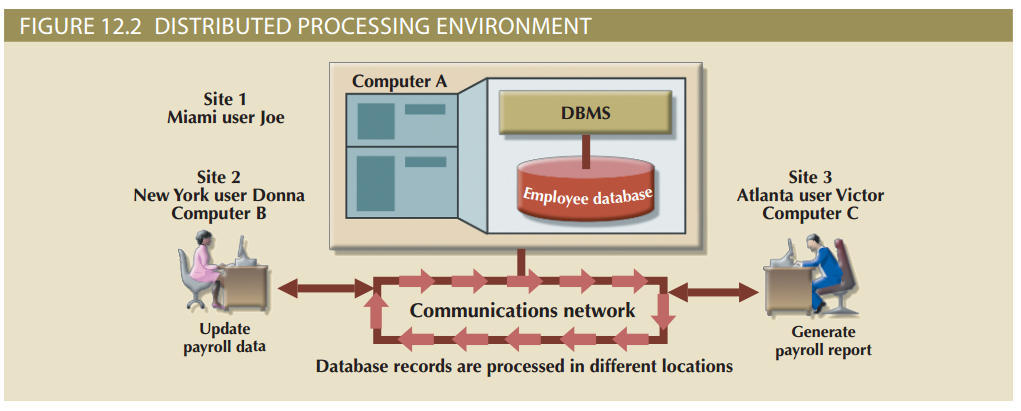 FIGURE 12.2 DISTRIBUTED PROCESSING ENVIRONMENT
Computer A
Site 1
Miami user Joe
DBMS
Employee database
Site 2
New York user Donna
Computer B
Site 3
Atlanta user Victor
Computer C
Communications network
Update
payroll data
Generate
payroll report
Database records are processed in different locations